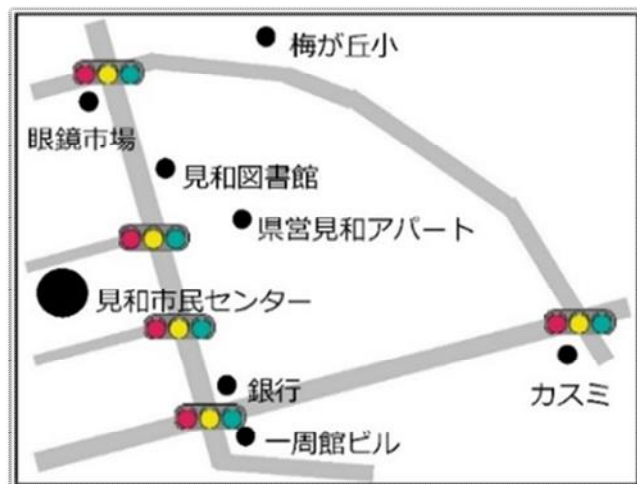 梅が丘小
眼鏡市場
見和図書館
県営見和アパート
見和市民センター
銀行
カスミ
一周館ビル